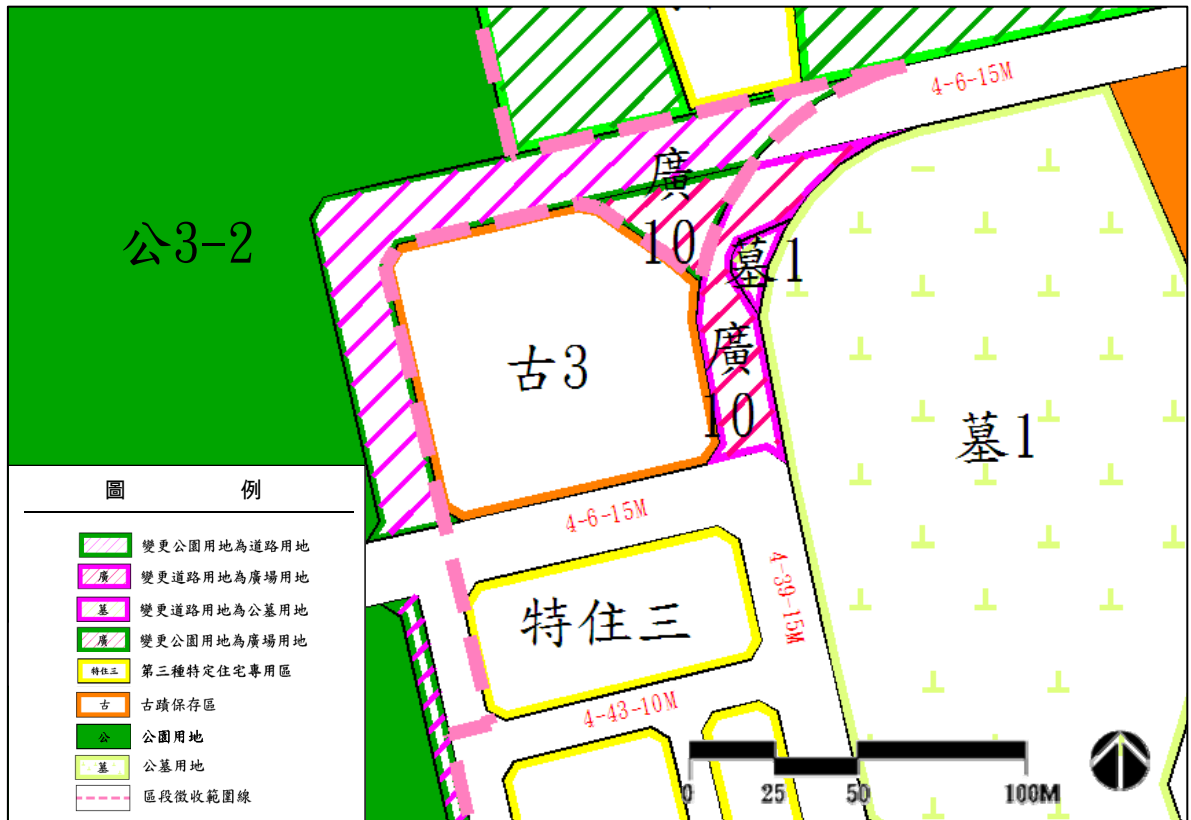 4-6-15M
廣
10
公3-2
墓1
廣
10
古3
墓1
4-6-15M
4-39-15M
特住三
4-43-10M
圖 例
變更公園用地為道路用地
廣 變更道路用地為廣場用地
墓 變更道路用地為公墓用地
廣 變更公園用地為廣場用地
特住三 第三種特定住宅專用區
古 古蹟保存區
公 公園用地
墓 公墓用地
區段徵收範圍線
0 25 50 100M